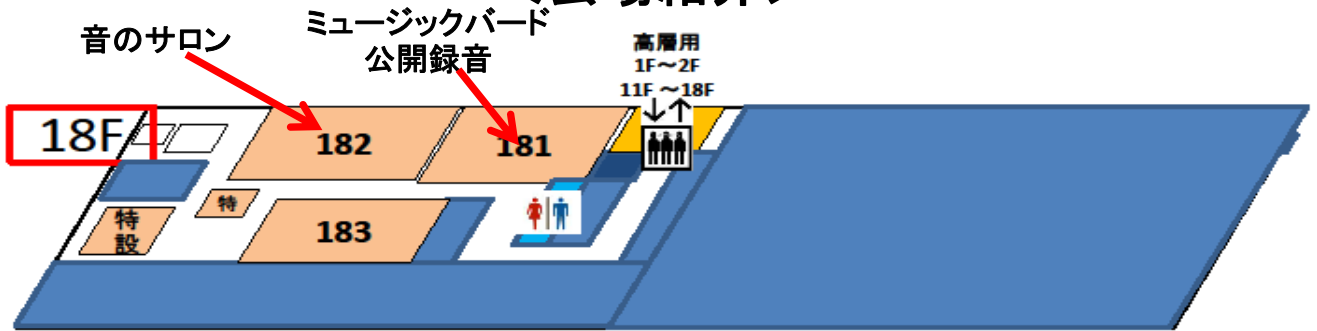 音のサロン
ミュージックバード
公開録音
高層用
1F～2F
11F ～18F
18F
182
181
特
特
設
183